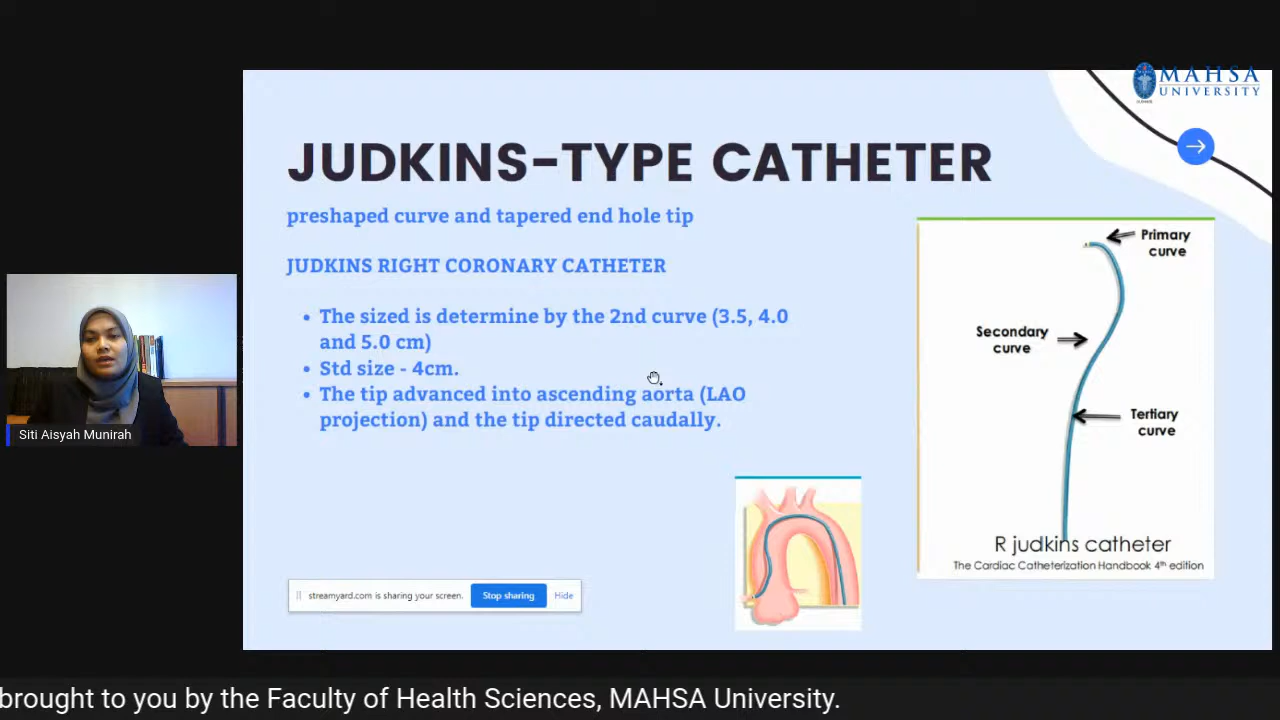 MAHSA
UNIVERSITY
JUDKINS-TYPE CATHETER
preshaped curve and tapered end hole tip
JUDKINS RIGHT CORONARY CATHETER
• The sized is determine by the 2nd curve (3.5, 4.0
and 5.0 cm)
• Std size - 4cm.
• The tip advanced into ascending aorta (LAO
projection) and the tip directed caudally.
Primary
curve
Secondary
curve
Tertiary
curve
R judkins catheter
The Cardiac Catheterization Handbook 4th edition
Siti Aisyah Munirah
streamyard.com is sharing your screen. Stop sharing Hide
brought to you by the Faculty of Health Sciences, MAHSA University.